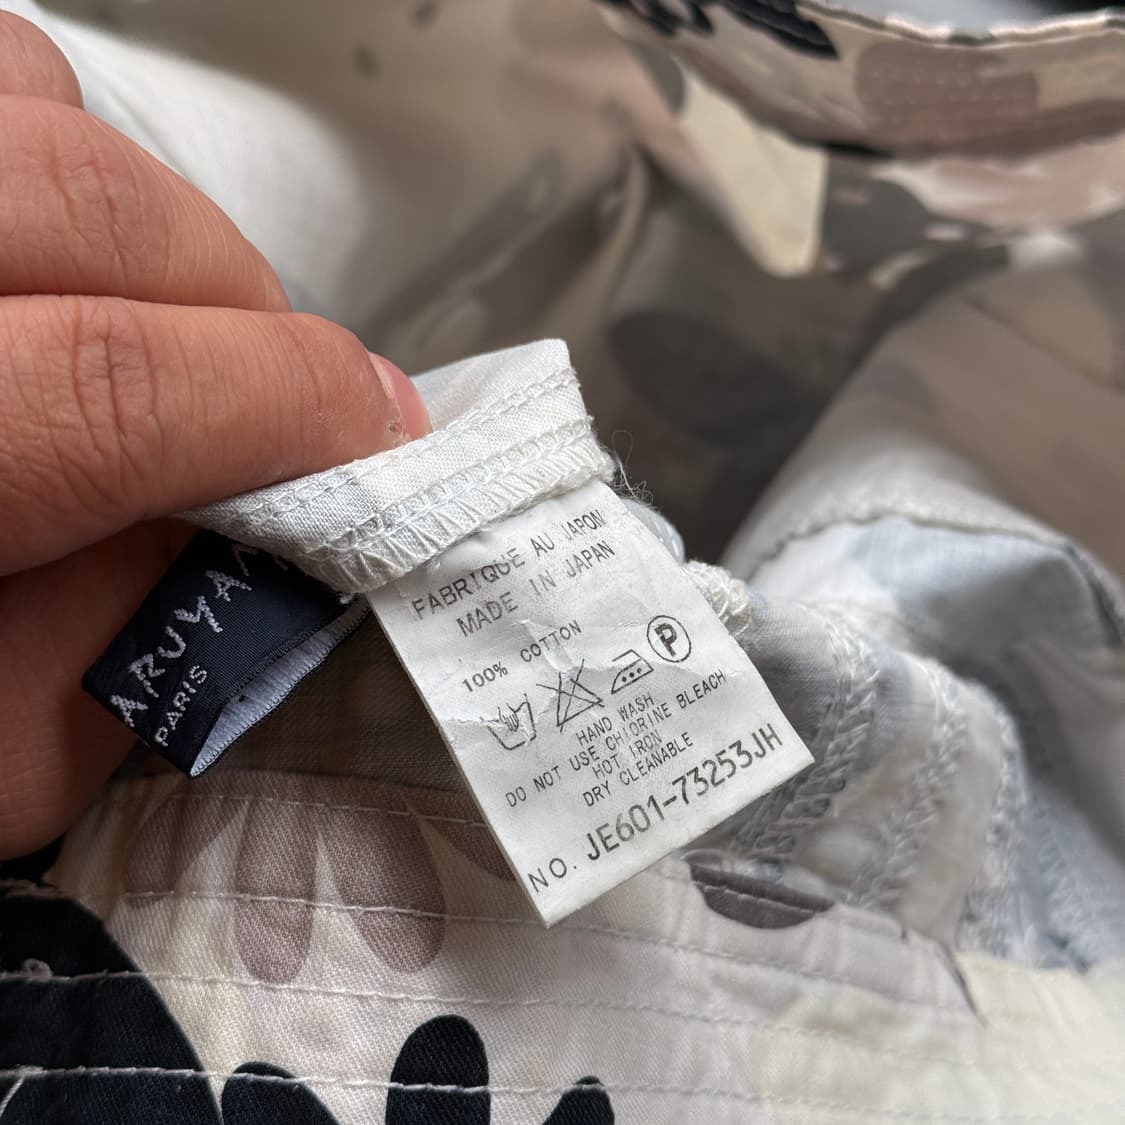 ARUYAM
PARIS
FABRIQUE AU JAPON
MADE IN JAPAN
100% COTTON
P
HAND WASH
DO NOT USE CHLORINE BLEACH
HOT IRON
DRY CLEANABLE
NO. JE601-73253JH